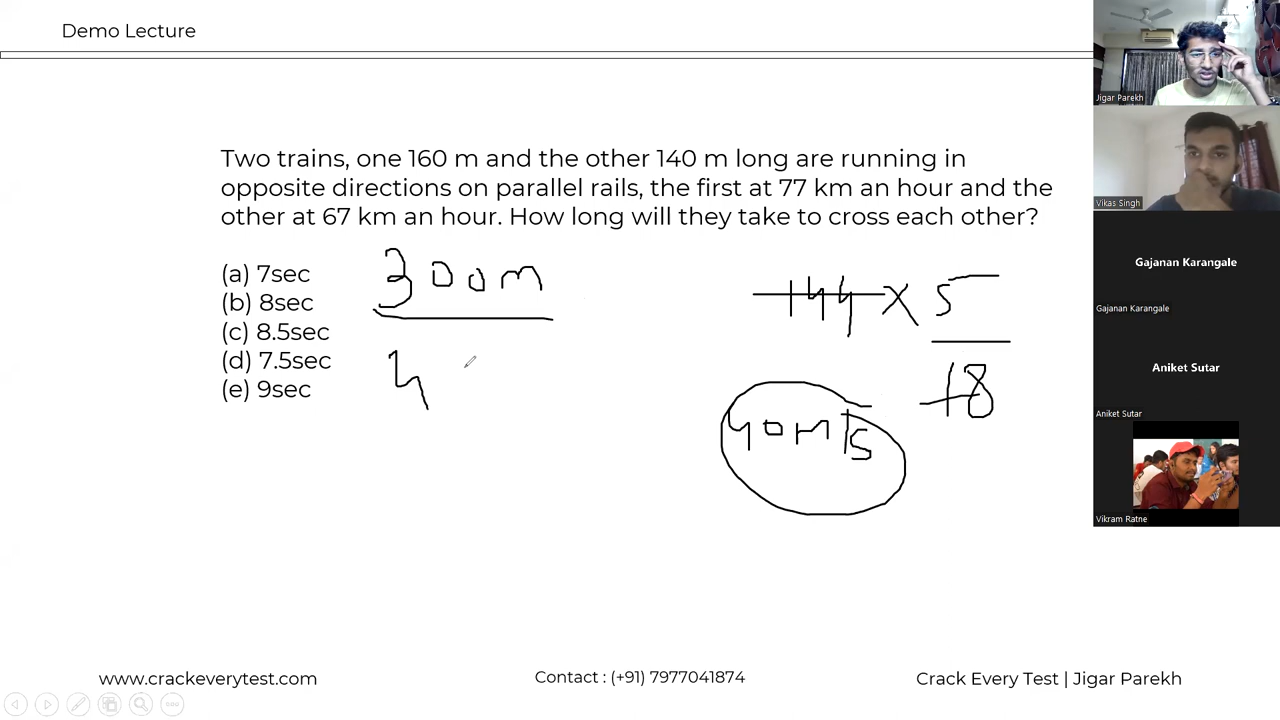 Demo Lecture
Two trains, one 160 m and the other 140 m long are running in
opposite directions on parallel rails, the first at 77 km an hour and the
other at 67 km an hour. How long will they take to cross each other?
(a) 7sec
(b) 8sec
(c) 8.5sec
(d) 7.5sec
(e) 9sec
300m
4
144 x 5
18
40m/s
Jigar Parekh
Vikas Singh
Gajanan Karangale
Gajanan Karangale
Aniket Sutar
Aniket Sutar
Vikram Ratne
www.crackeverytest.com
Contact : (+91) 7977041874
Crack Every Test | Jigar Parekh